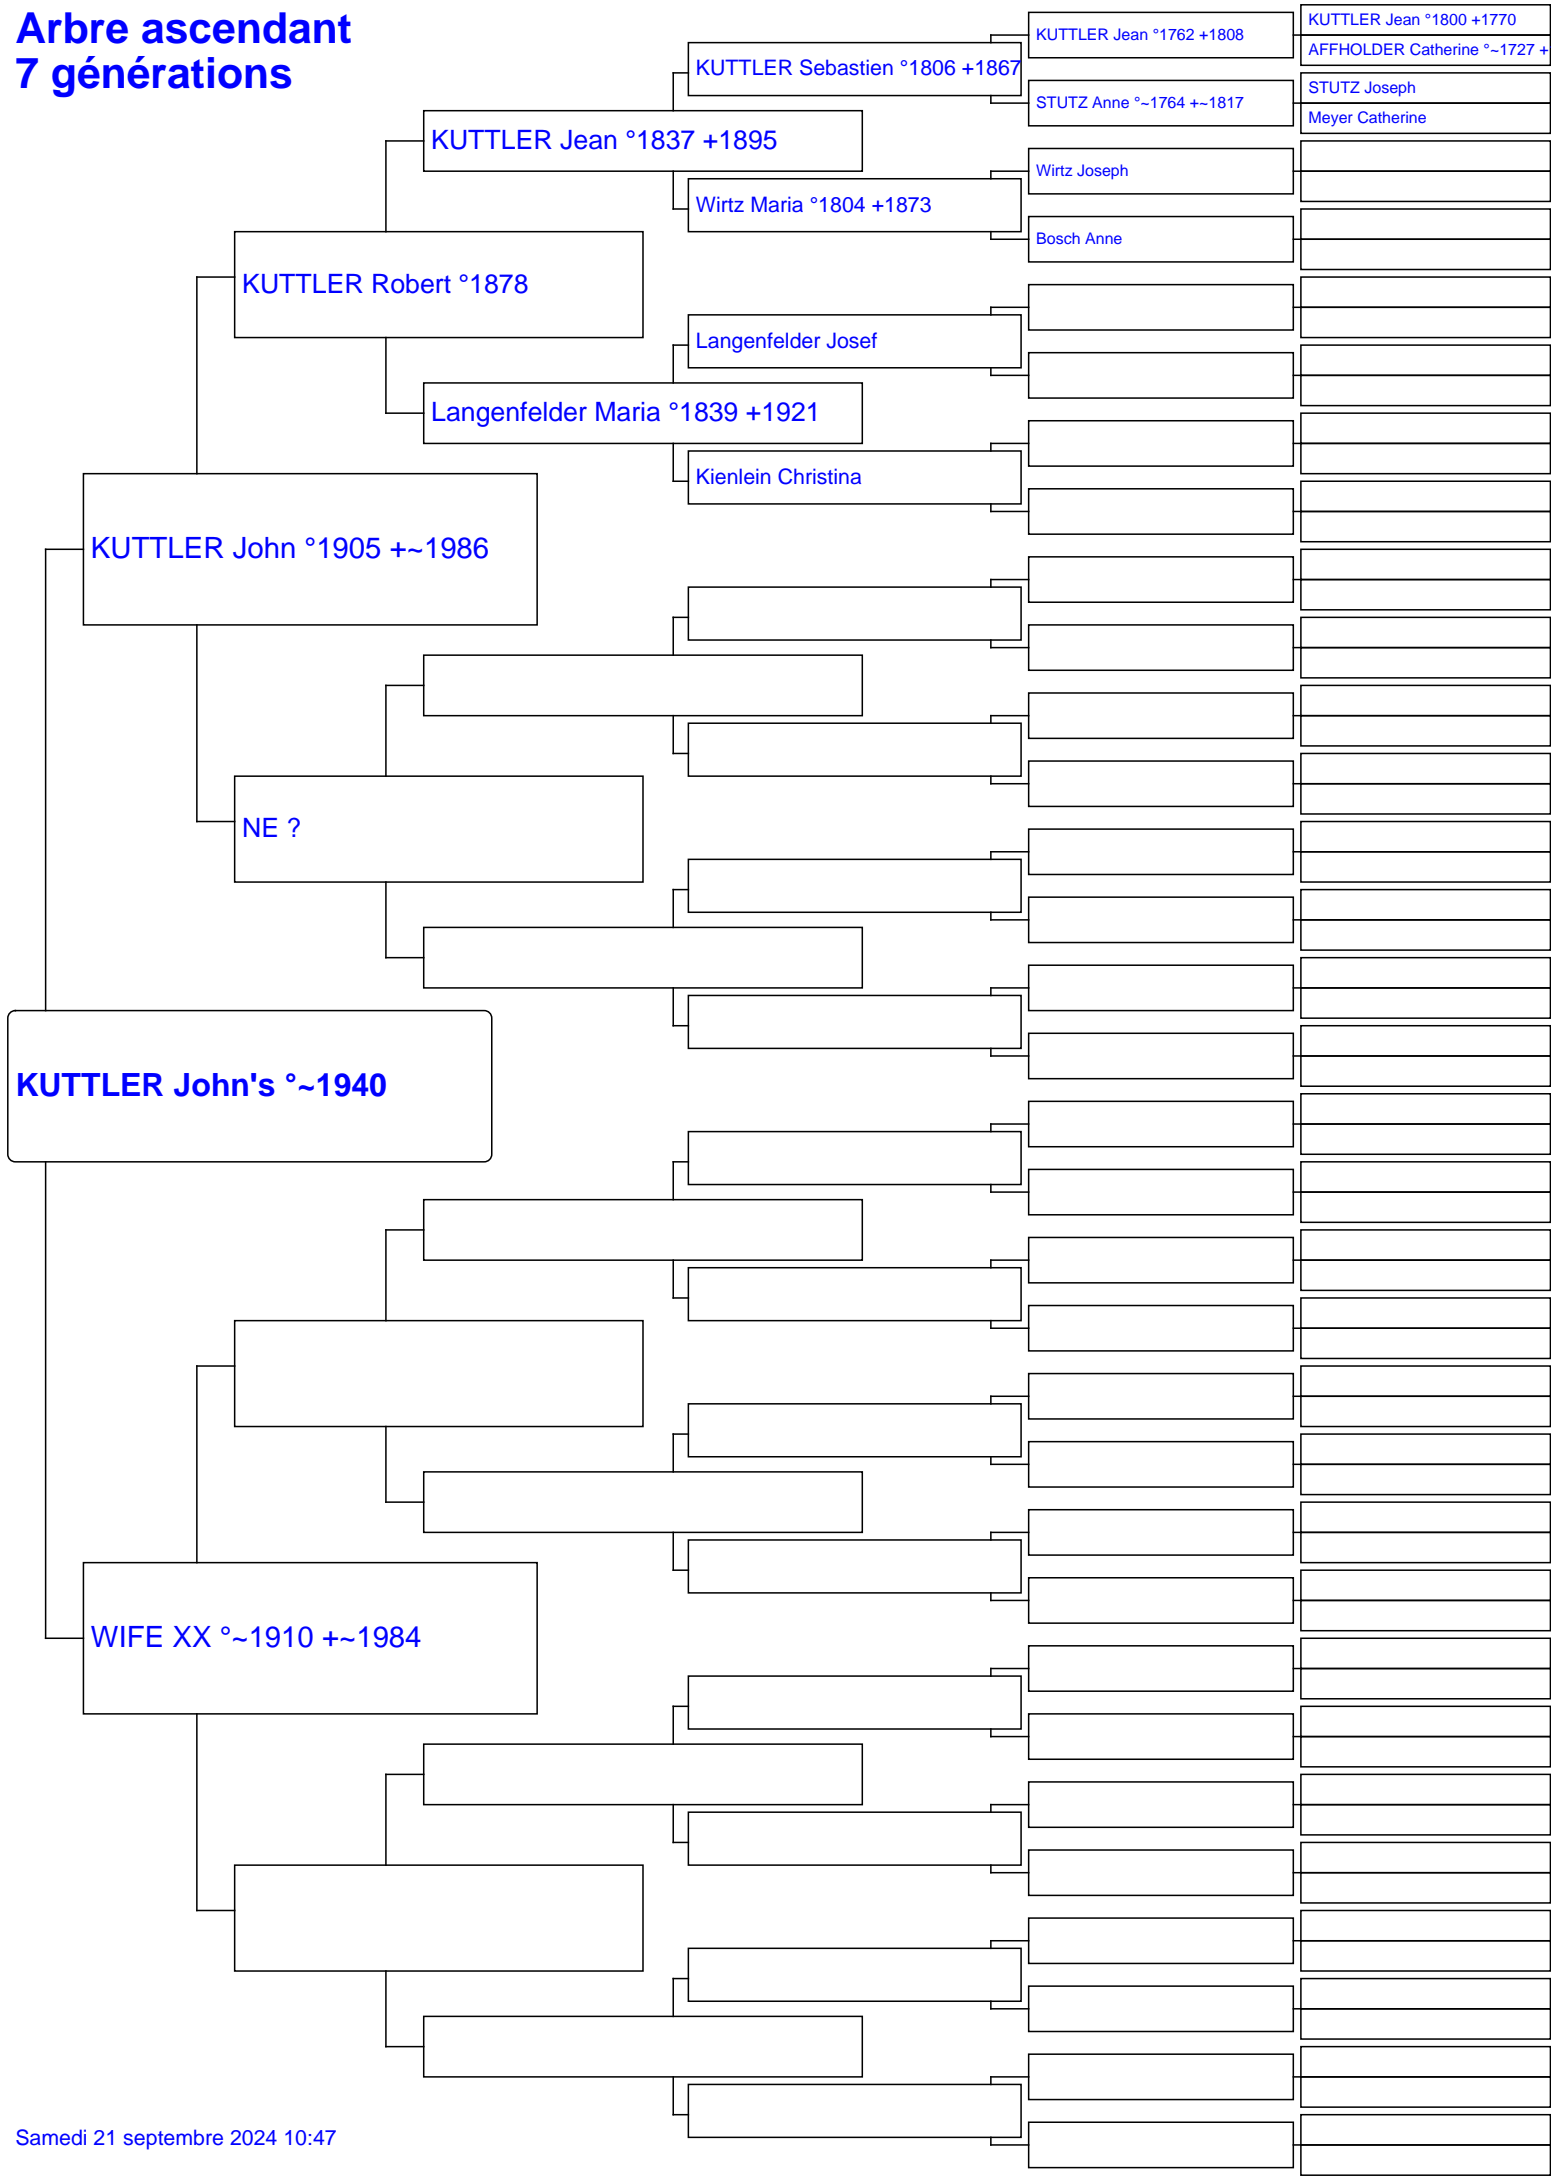 Arbre ascendant
7 générations
KUTTLER Jean °1800 +1770
KUTTLER Jean °1762 +1808
AFFHOLDER Catherine °~1727 +
KUTTLER Sebastien °1806 +1867
STUTZ Joseph
STUTZ Anne °~1764 +~1817
Meyer Catherine
KUTTLER Jean °1837 +1895
Wirtz Joseph
Wirtz Maria °1804 +1873
Bosch Anne
KUTTLER Robert °1878
Langenfelder Josef
Langenfelder Maria °1839 +1921
Kienlein Christina
KUTTLER John °1905 +~1986
NE ?
KUTTLER John's °~1940
WIFE XX °~1910 +~1984
Samedi 21 septembre 2024 10:47